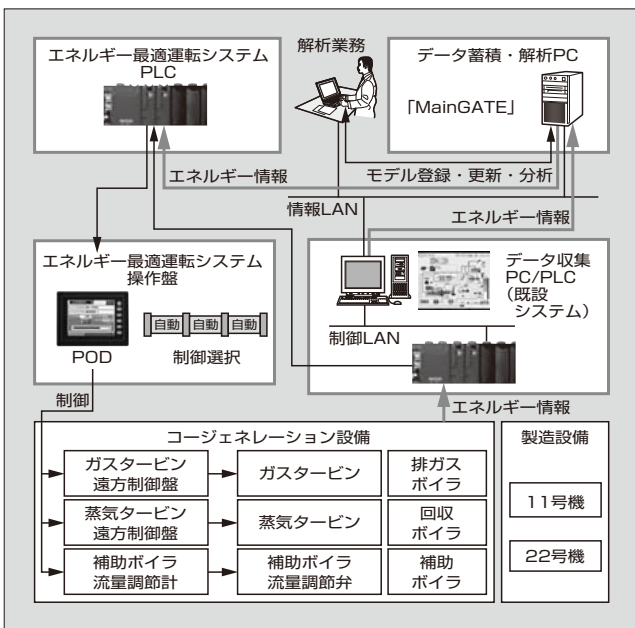 エネルギー最適運転システム
PLC
解析業務
データ蓄積・解析PC
「MainGATE」
エネルギー情報
モデル登録・更新・分析
情報LAN
エネルギー情報
エネルギー最適運転システム
操作盤
POD
自動 自動 自動
制御選択
データ収集
PC/PLC
(既設
システム)
制御LAN
制御
エネルギー情報
コージェネレーション設備
ガスタービン
遠方制御盤
ガスタービン
排ガス
ボイラ
蒸気タービン
遠方制御盤
蒸気タービン
回収
ボイラ
補助ボイラ
流量調節計
補助ボイラ
流量調節弁
補助
ボイラ
製造設備
11号機
22号機